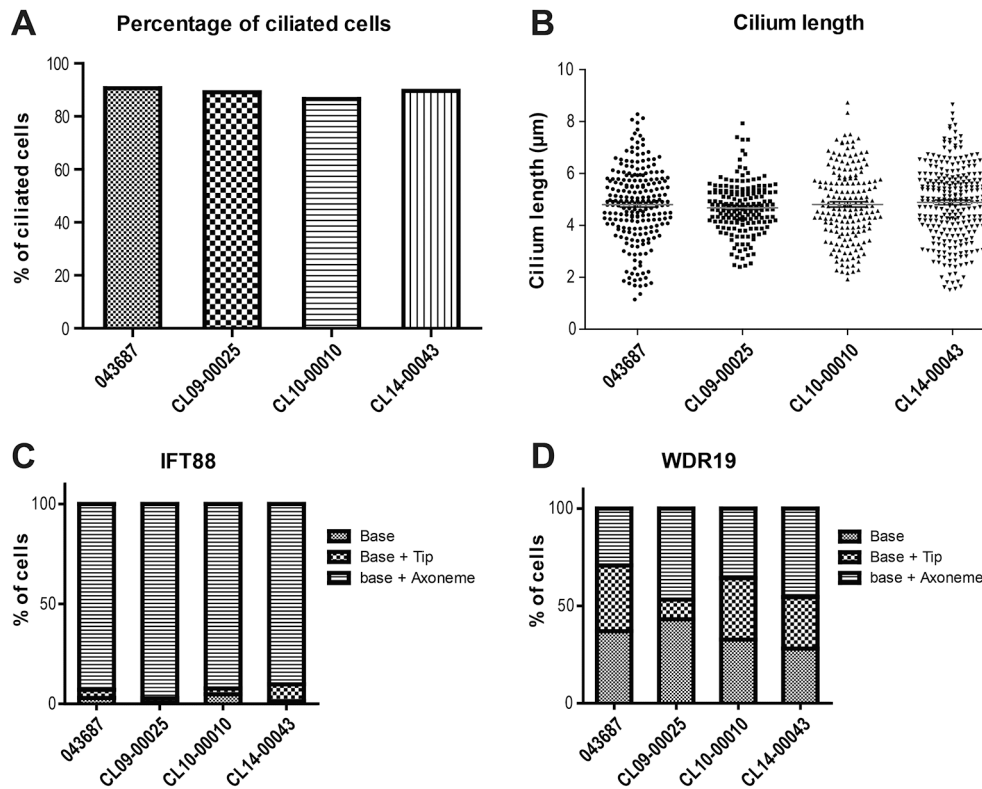 A
Percentage of ciliated cells
% of ciliated cells
100
80
60
40
20
0
043687
CL09-00025
CL10-00010
CL14-00043
B
Cilium length
Cilium length (µm)
10
8
6
4
2
0
043687
CL09-00025
CL10-00010
CL14-00043
C
IFT88
% of cells
100
50
0
043687
CL09-00025
CL10-00010
CL14-00043
Base
Base + Tip
base + Axoneme
D
WDR19
% of cells
100
50
0
043687
CL09-00025
CL10-00010
CL14-00043
Base
Base + Tip
base + Axoneme